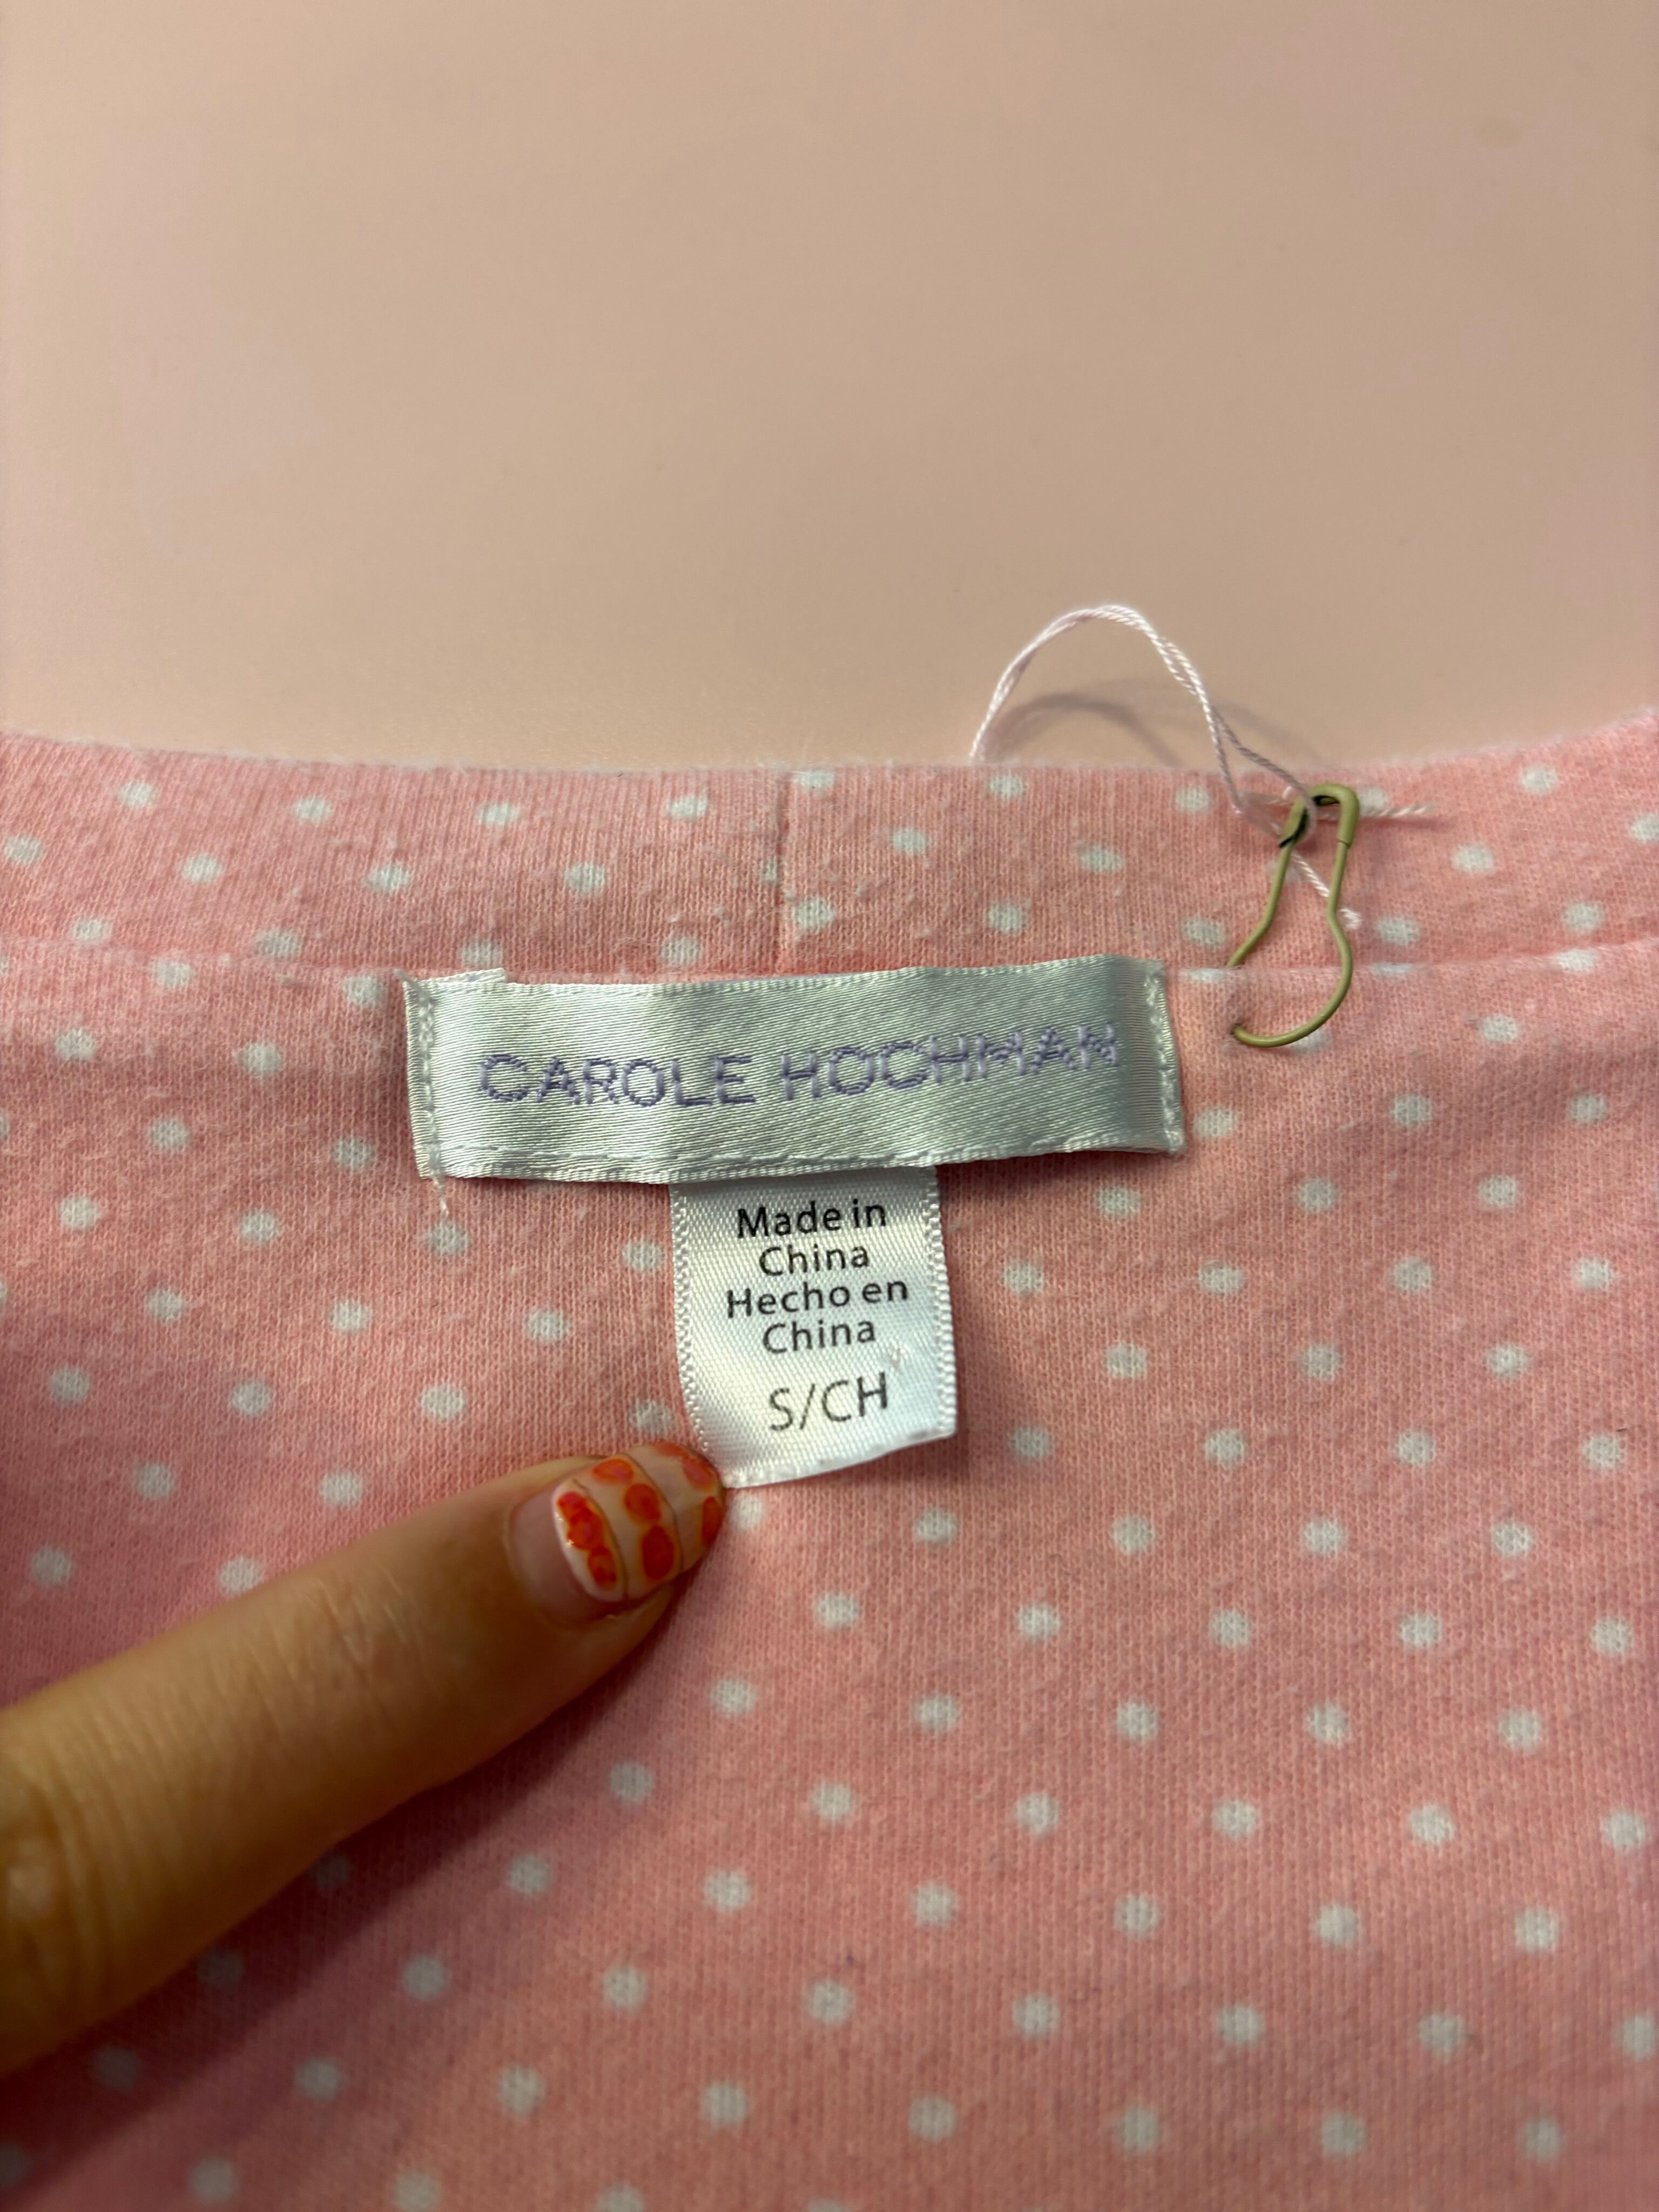 CAROLE HOCHMAN
Made in
China
Hecho en
China
S/CH